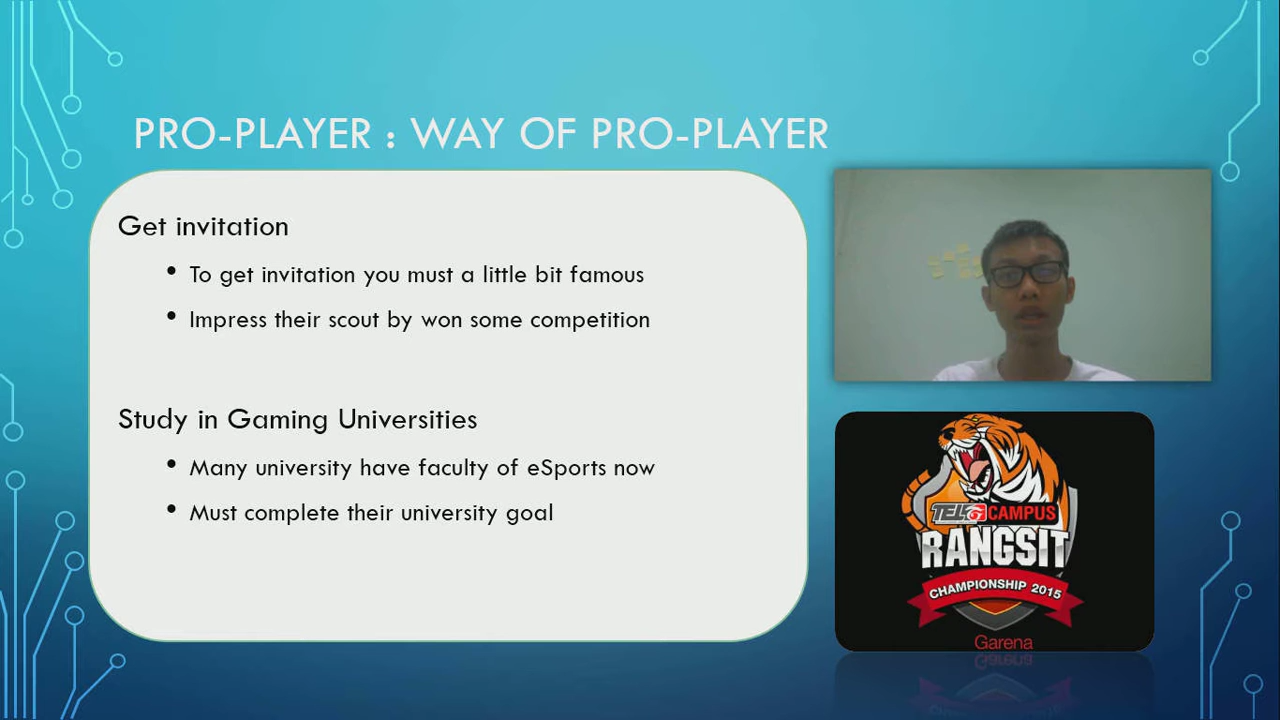 PRO-PLAYER : WAY OF PRO-PLAYER
Get invitation
• To get invitation you must a little bit famous
• Impress their scout by won some competition
Study in Gaming Universities
• Many university have faculty of eSports now
• Must complete their university goal
CAMPUS
RANGSIT
CHAMPIONSHIP 2015
Garena